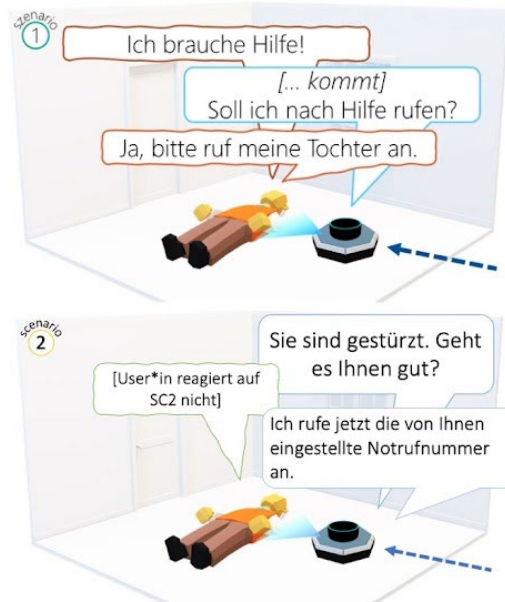 szenario
1
Ich brauche Hilfe!
[... kommt]
Soll ich nach Hilfe rufen?
Ja, bitte ruf meine Tochter an.
scenario
2
Sie sind gestürzt. Geht
es Ihnen gut?
[User*in reagiert auf
SC2 nicht]
Ich rufe jetzt die von Ihnen
eingestellte Notrufnummer
an.